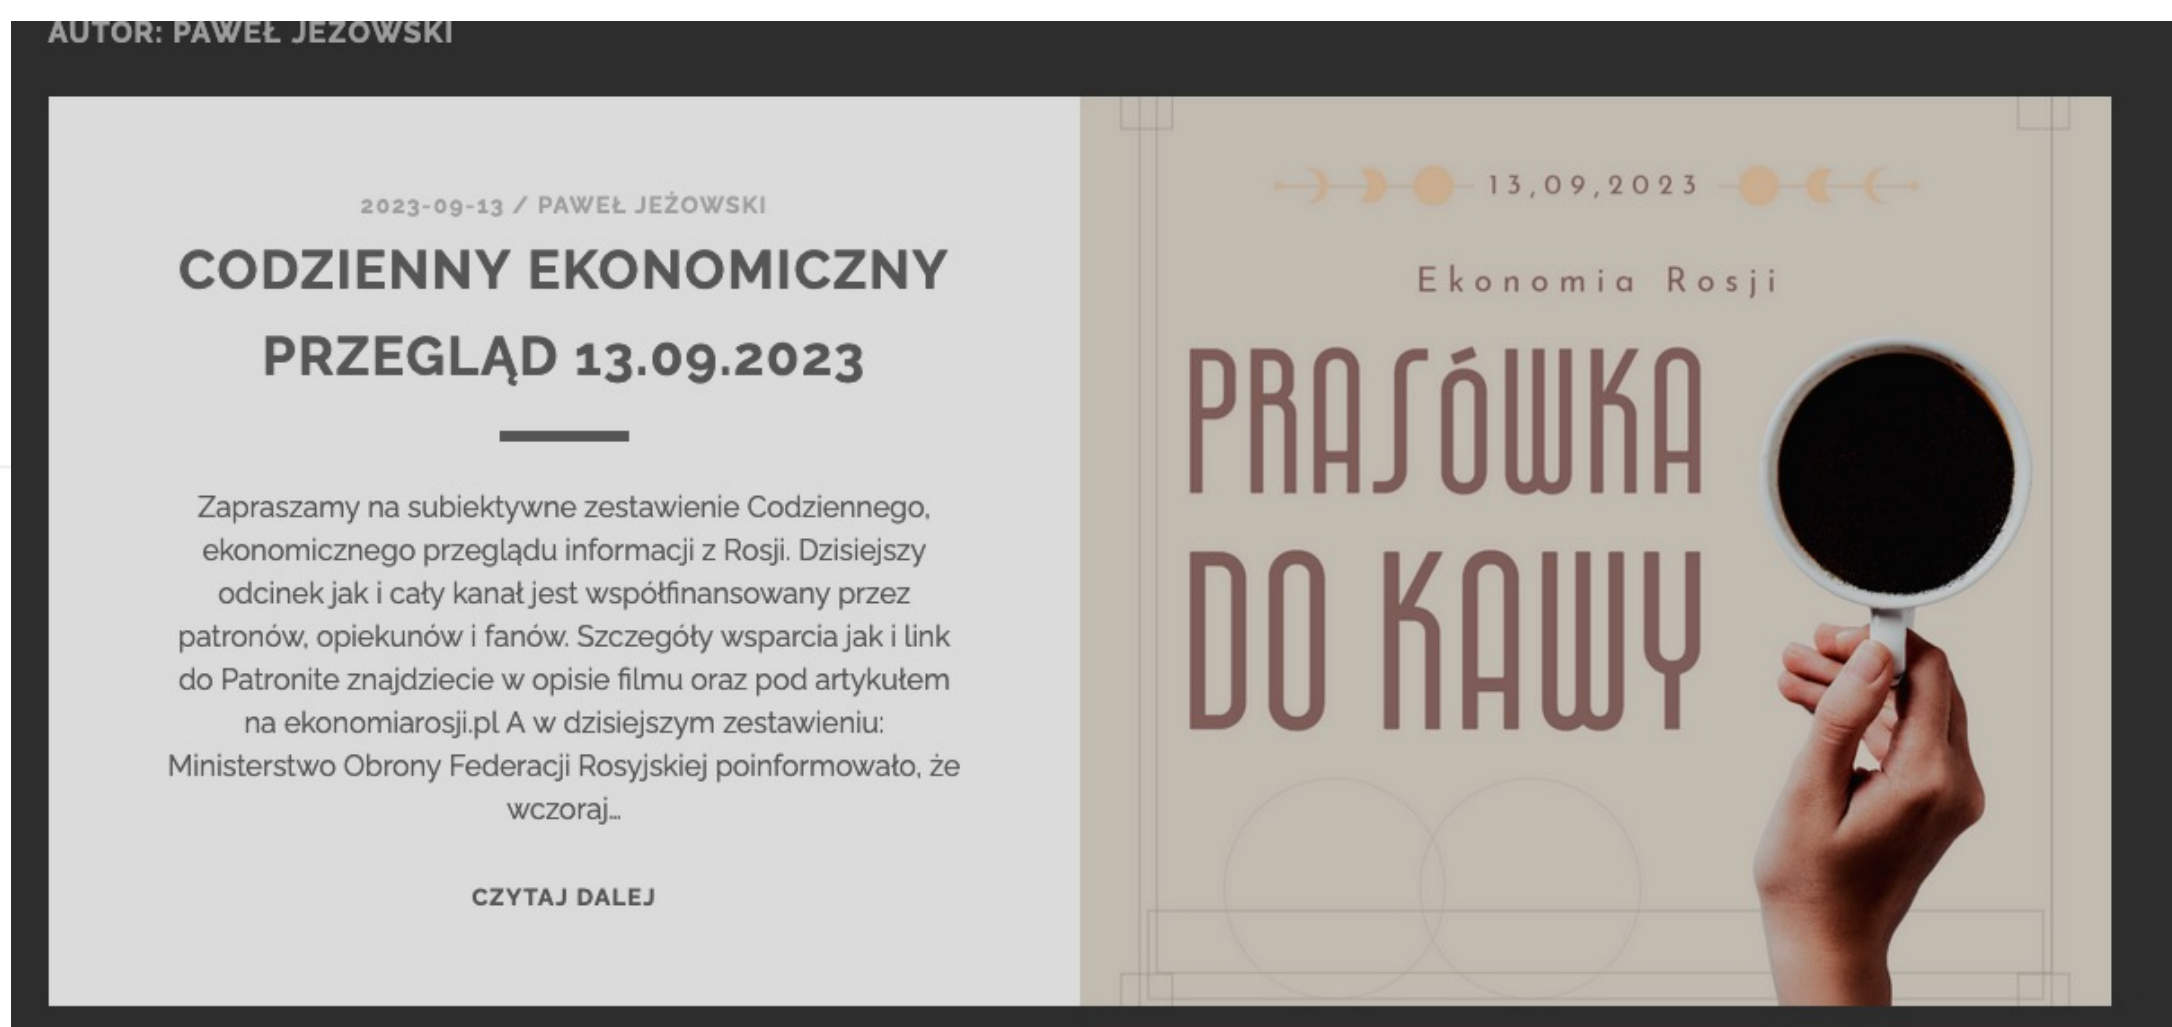 AUTOR: PAWEŁ JEŻOWSKI
2023-09-13 / PAWEŁ JEŻOWSKI
CODZIENNY EKONOMICZNY
PRZEGLĄD 13.09.2023
Zapraszamy na subiektywne zestawienie Codziennego,
ekonomicznego przeglądu informacji z Rosji. Dzisiejszy
odcinek jak i cały kanał jest współfinansowany przez
patronów, opiekunów i fanów. Szczegóły wsparcia jak i link
do Patronite znajdziecie w opisie filmu oraz pod artykułem
na ekonomiarosji.pl A w dzisiejszym zestawieniu:
Ministerstwo Obrony Federacji Rosyjskiej poinformowało, że
wczoraj…
CZYTAJ DALEJ
13,09,2023
Ekonomia Rosji
PRASÓWKA
DO KAWY